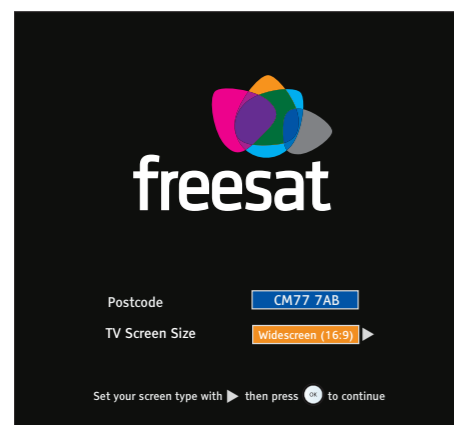 freesat
Postcode CM77 7AB
TV Screen Size Widescreen (16:9)
Set your screen type with then press OK to continue